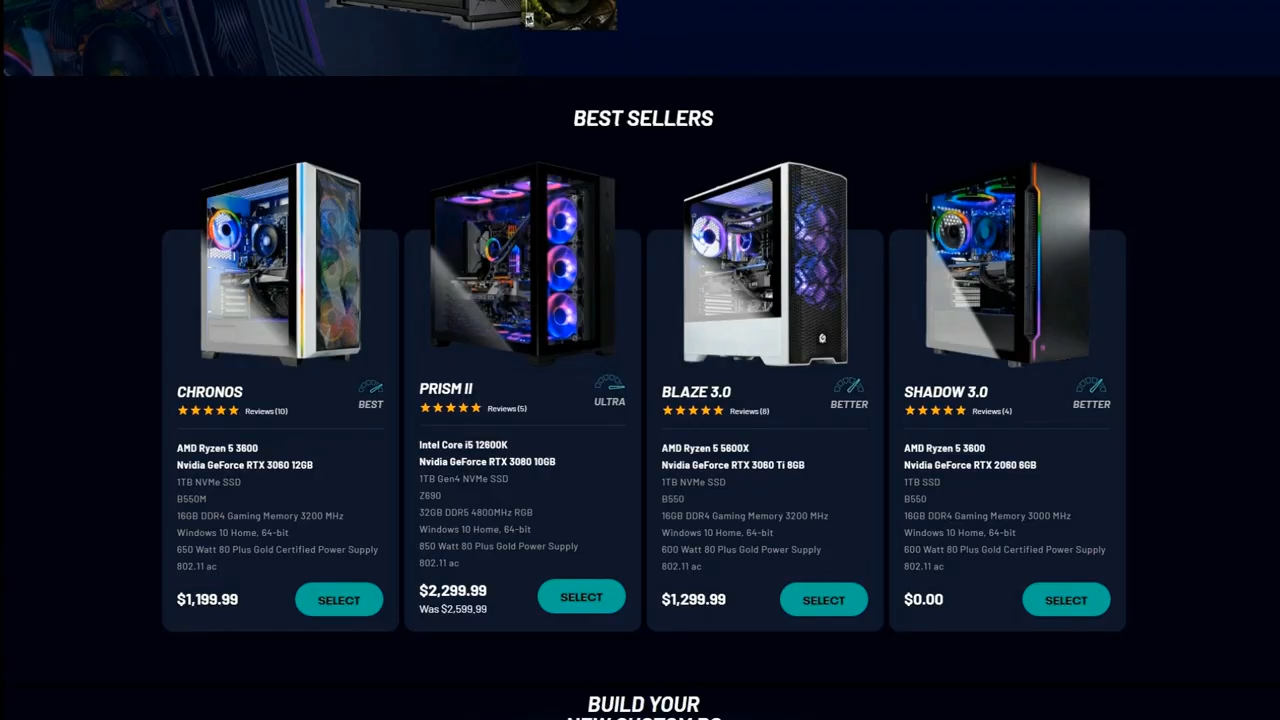 BEST SELLERS
CHRONOS
BEST
Reviews (10)
AMD Ryzen 5 3600
Nvidia GeForce RTX 3060 12GB
1TB NVMe SSD
B550M
16GB DDR4 Gaming Memory 3200 MHz
Windows 10 Home, 64-bit
650 Watt 80 Plus Gold Certified Power Supply
802.11 ac
$1,199.99
SELECT
PRISM II
ULTRA
Reviews (5)
Intel Core i5 12600K
Nvidia GeForce RTX 3080 10GB
1TB Gen4 NVMe SSD
Z690
32GB DDR5 4800MHz RGB
Windows 10 Home, 64-bit
850 Watt 80 Plus Gold Power Supply
802.11 ac
$2,299.99
Was $2,599.99
SELECT
BLAZE 3.0
BETTER
Reviews (8)
AMD Ryzen 5 5600X
Nvidia GeForce RTX 3060 Ti 8GB
1TB NVMe SSD
B550
16GB DDR4 Gaming Memory 3200 MHz
Windows 10 Home, 64-bit
600 Watt 80 Plus Gold Power Supply
802.11 ac
$1,299.99
SELECT
SHADOW 3.0
BETTER
Reviews (4)
AMD Ryzen 5 3600
Nvidia GeForce RTX 2060 6GB
1TB SSD
B550
16GB DDR4 Gaming Memory 3000 MHz
Windows 10 Home, 64-bit
600 Watt 80 Plus Gold Certified Power Supply
802.11 ac
$0.00
SELECT
BUILD YOUR
NEW CUSTOM PC